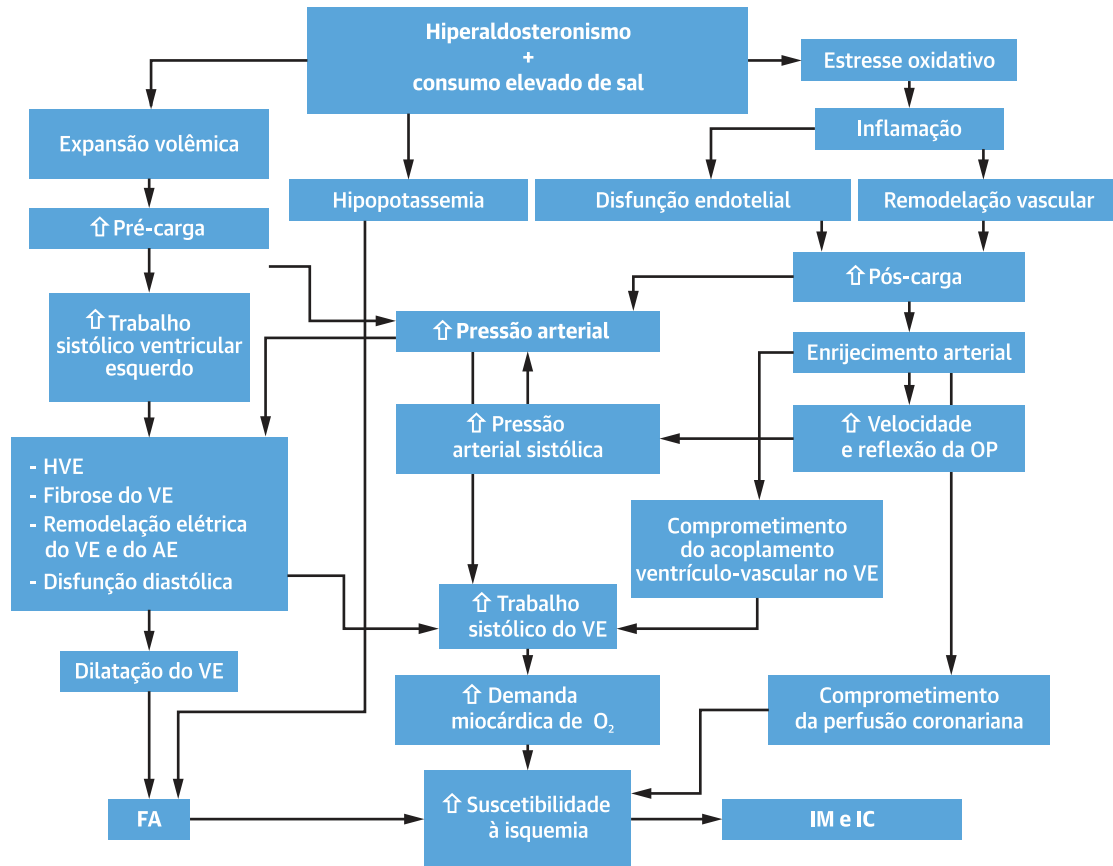 Hiperaldosteronismo
+
consumo elevado de sal
Estresse oxidativo
Expansão volêmica
Inflamação
Hipopotassemia
Disfunção endotelial
Remodelação vascular
⇧ Pré-carga
⇧ Pós-carga
⇧ Trabalho
sistólico ventricular
esquerdo
⇧ Pressão arterial
Enrijecimento arterial
⇧ Pressão
arterial sistólica
⇧ Velocidade
e reflexão da OP
- HVE
- Fibrose do VE
- Remodelação elétrica
do VE e do AE
- Disfunção diastólica
Comprometimento
do acoplamento
ventrículo-vascular no VE
⇧ Trabalho
sistólico do VE
Dilatação do VE
⇧ Demanda
miocárdica de O₂
Comprometimento
da perfusão coronariana
FA
⇧ Suscetibilidade
à isquemia
IM e IC